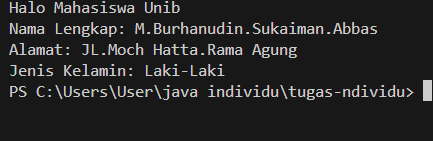 Halo Mahasiswa Unib
Nama Lengkap: M.Burhanudin.Sukaiman.Abbas
Alamat: JL.Moch Hatta.Rama Agung
Jenis Kelamin: Laki-Laki
PS C:\Users\User\java individu\tugas-ndividu>